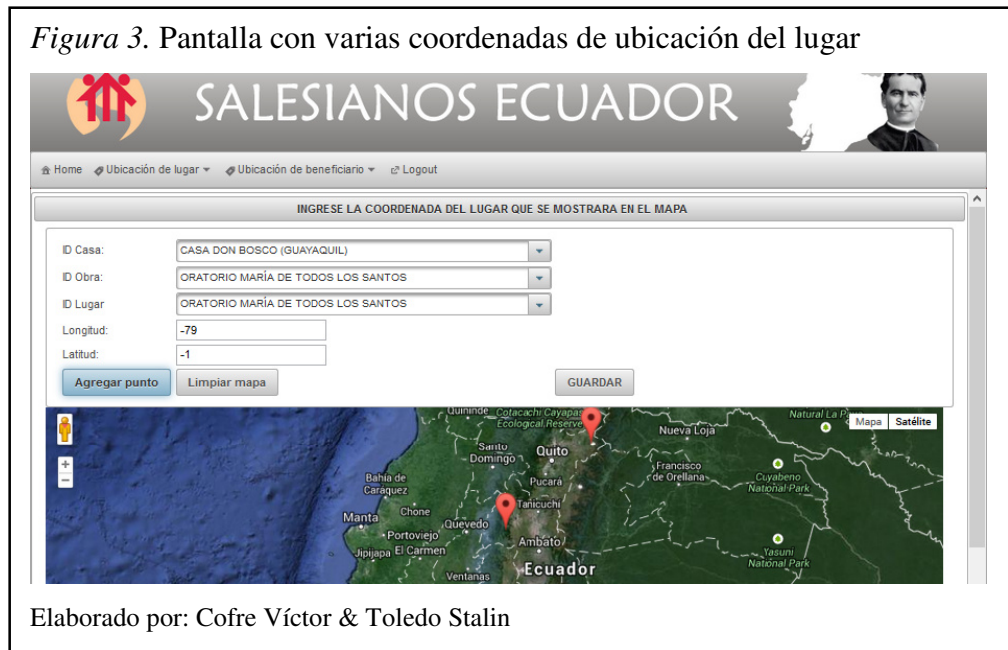 Figura 3. Pantalla con varias coordenadas de ubicación del lugar
SALESIANOS ECUADOR
Home Ubicación de lugar Ubicación de beneficiario Logout
INGRESE LA COORDENADA DEL LUGAR QUE SE MOSTRARA EN EL MAPA
ID Casa: CASA DON BOSCO (GUAYAQUIL)
ID Obra: ORATORIO MARÍA DE TODOS LOS SANTOS
ID Lugar ORATORIO MARÍA DE TODOS LOS SANTOS
Longitud: -79
Latitud: -1
Agregar punto Limpiar mapa GUARDAR
Quininde Cotacachi Cayapas
Ecological Reserve
Natural La
Mapa Satélite
Nueva Loja
Santo
Domingo
Quito
Francisco
de Orellana
Cuyabeno
National Park
Bahía de
Caraquez
Pucará
Tanicuchí
Manta
Chone
Quevedo
Portoviejo
Jipijapa El Carmen
Ambato
Yasuni
National Park
Ventanas
Ecuador
Elaborado por: Cofre Víctor & Toledo Stalin